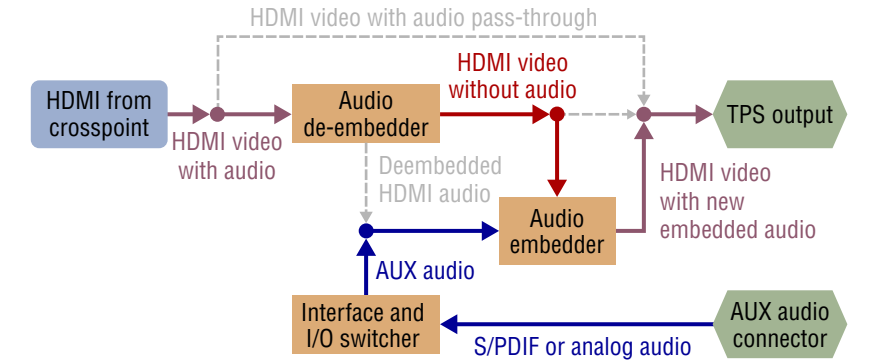 HDMI video with audio pass-through
HDMI video
without audio
HDMI from
crosspoint
Audio
de-embedder
TPS output
HDMI video
with audio
Deembedded
HDMI audio
HDMI video
with new
embedded audio
Audio
embedder
AUX audio
Interface and
I/O switcher
AUX audio
connector
S/PDIF or analog audio